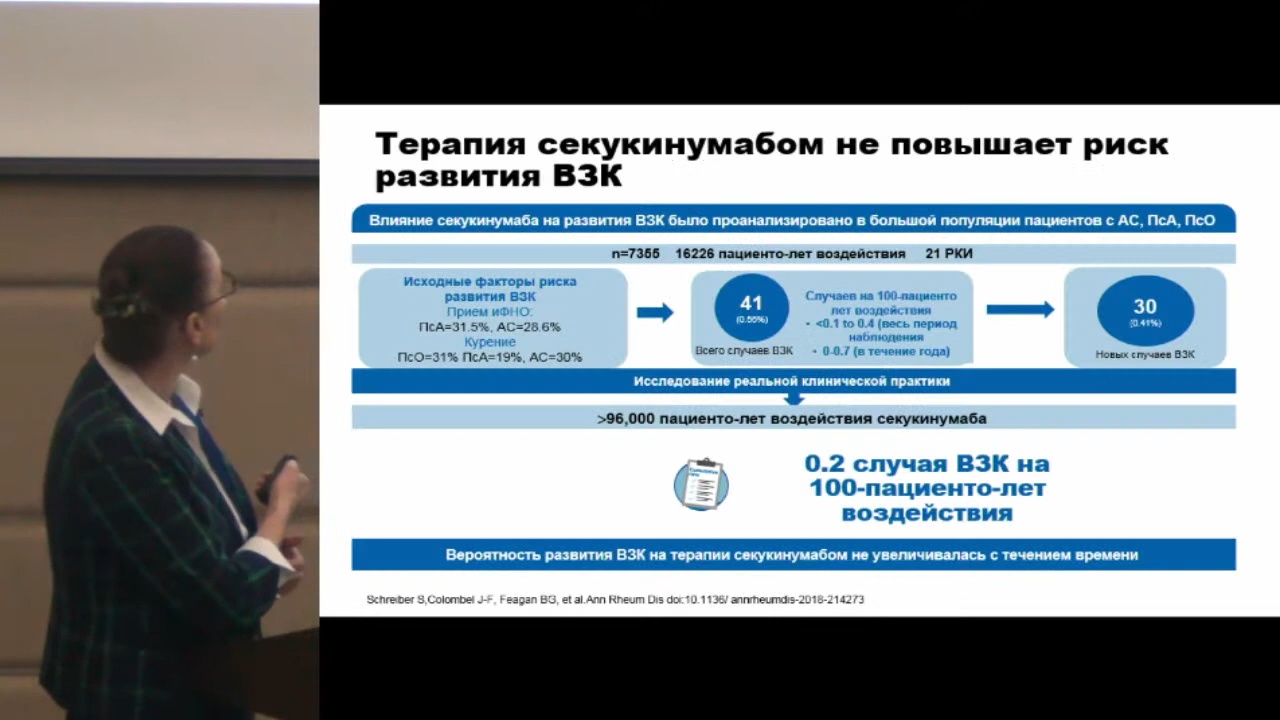 Терапия секукинумабом не повышает риск
развития ВЗК
Влияние секукинумаба на развития ВЗК было проанализировано в большой популяции пациентов с АС, ПсА, ПсО
n=7355 16226 пациенто-лет воздействия 21 РКИ
Исходные факторы риска
развития ВЗК
Прием иФНО:
ПсА=31.5%, АС=28.6%
Курение
ПсО=31% ПсА=19%, АС=30%
41
(0.56%)
Всего случаев ВЗК
Случаев на 100-пациенто
лет воздействия
• <0.1 to 0.4 (весь период
наблюдения
• 0-0.7 (в течение года)
30
(0.41%)
Новых случаев ВЗК
Исследование реальной клинической практики
>96,000 пациенто-лет воздействия секукинумаба
0.2 случая ВЗК на
100-пациенто-лет
воздействия
Вероятность развития ВЗК на терапии секукинумабом не увеличивалась с течением времени
Schreiber S,Colombel J-F, Feagan BG, et al.Ann Rheum Dis doi:10.1136/ annrheumdis-2018-214273